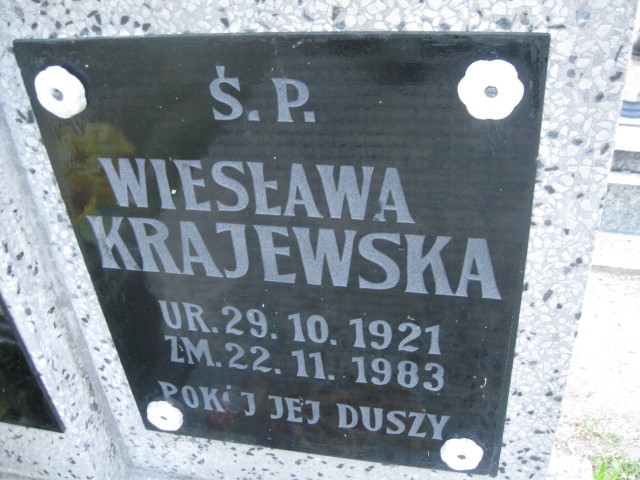 Ś. P.
WIESŁAWA
KRAJEWSKA
UR. 29. 10. 1921
ZM. 22. 11. 1983
POKÓJ JEJ DUSZY